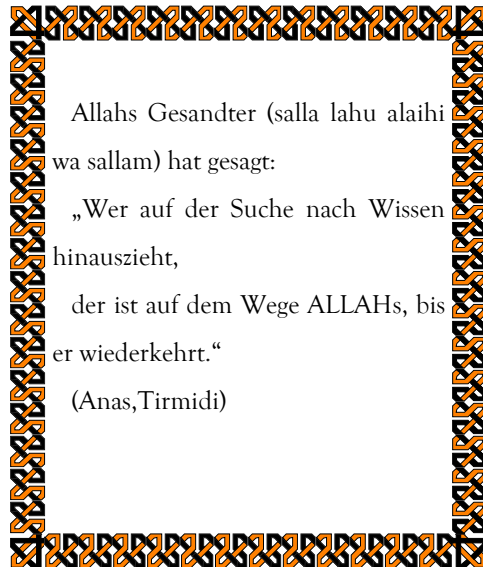 Allahs Gesandter (salla lahu alaihi
wa sallam) hat gesagt:
„Wer auf der Suche nach Wissen
hinauszieht,
der ist auf dem Wege ALLAHs, bis
er wiederkehrt.“
(Anas,Tirmidi)